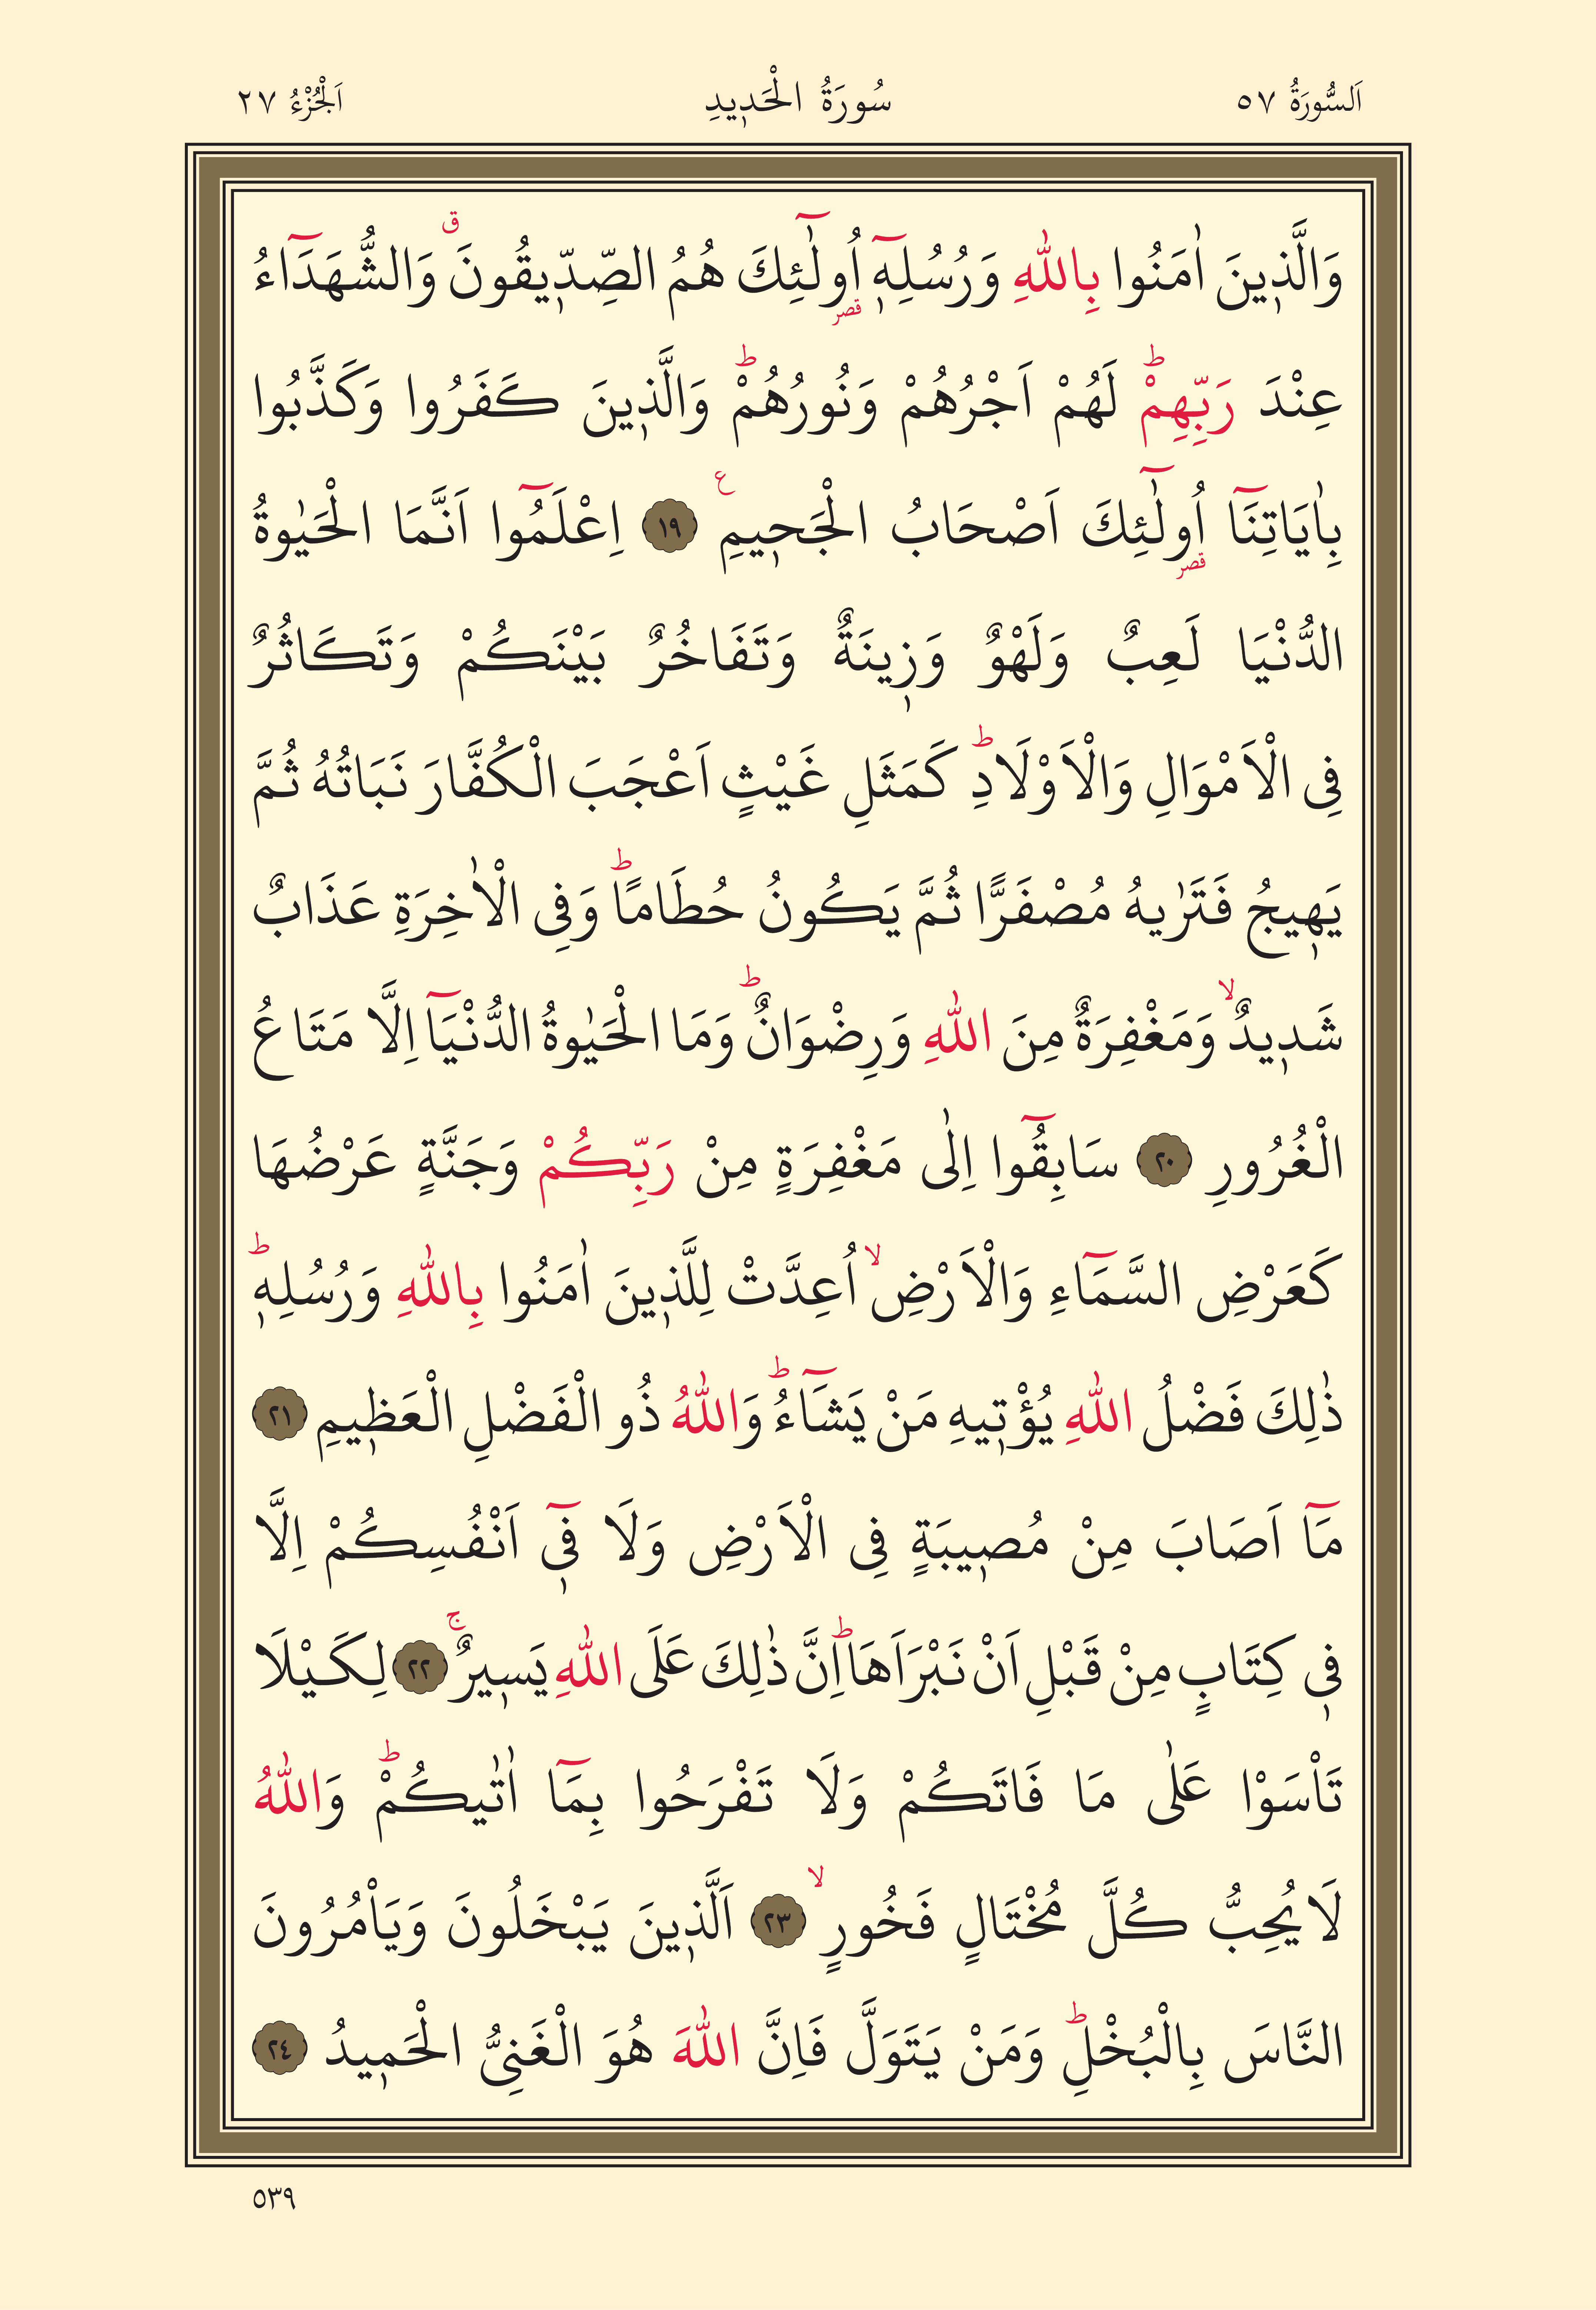 اَلسُّورَةُ ٥٧ سُورَةُ الْحَدٖيدِ اَلْجُزْءُ ٢٧
وَالَّذٖينَ اٰمَنُوا بِاللّٰهِ وَرُسُلِهٖٓ اُو۬لٰٓئِكَ هُمُ الصِّدّٖيقُونَࣗ وَالشُّهَدَٓاءُ
عِنْدَ رَبِّهِمْؕ لَهُمْ اَجْرُهُمْ وَنُورُهُمْؕ وَالَّذٖينَ كَفَرُوا وَكَذَّبُوا
بِاٰيَاتِنَٓا اُو۬لٰٓئِكَ اَصْحَابُ الْجَحٖيمِࣖ ١٩ اِعْلَمُٓوا اَنَّمَا الْحَيٰوةُ
الدُّنْيَا لَعِبٌ وَلَهْوٌ وَزٖينَةٌ وَتَفَاخُرٌ بَيْنَكُمْ وَتَكَاثُرٌ
فِى الْاَمْوَالِ وَالْاَوْلَادِؕ كَمَثَلِ غَيْثٍ اَعْجَبَ الْكُفَّارَ نَبَاتُهُ ثُمَّ
يَهٖيجُ فَتَرٰيهُ مُصْفَرًّا ثُمَّ يَكُونُ حُطَامًاؕ وَفِى الْاٰخِرَةِ عَذَابٌ
شَدٖيدٌۙ وَمَغْفِرَةٌ مِنَ اللّٰهِ وَرِضْوَانٌؕ وَمَا الْحَيٰوةُ الدُّنْيَٓا اِلَّا مَتَاعُ
الْغُرُورِ ٢٠ سَابِقُٓوا اِلٰى مَغْفِرَةٍ مِنْ رَبِّكُمْ وَجَنَّةٍ عَرْضُهَا
كَعَرْضِ السَّمَٓاءِ وَالْاَرْضِۙ اُعِدَّتْ لِلَّذٖينَ اٰمَنُوا بِاللّٰهِ وَرُسُلِهٖؕ
ذٰلِكَ فَضْلُ اللّٰهِ يُؤْتٖيهِ مَنْ يَشَٓاءُؕ وَاللّٰهُ ذُو الْفَضْلِ الْعَظٖيمِ ٢١
مَٓا اَصَابَ مِنْ مُصٖيبَةٍ فِى الْاَرْضِ وَلَا فٖٓى اَنْفُسِكُمْ اِلَّا
فٖى كِتَابٍ مِنْ قَبْلِ اَنْ نَبْرَاَهَاؕ اِنَّ ذٰلِكَ عَلَى اللّٰهِ يَسٖيرٌۚ ٢٢ لِكَيْلَا
تَاْسَوْا عَلٰى مَا فَاتَكُمْ وَلَا تَفْرَحُوا بِمَٓا اٰتٰيكُمْؕ وَاللّٰهُ
لَا يُحِبُّ كُلَّ مُخْتَالٍ فَخُورٍۙ ٢٣ اَلَّذٖينَ يَبْخَلُونَ وَيَاْمُرُونَ
النَّاسَ بِالْبُخْلِؕ وَمَنْ يَتَوَلَّ فَاِنَّ اللّٰهَ هُوَ الْغَنِىُّ الْحَمٖيدُ ٢٤
٥٣٩